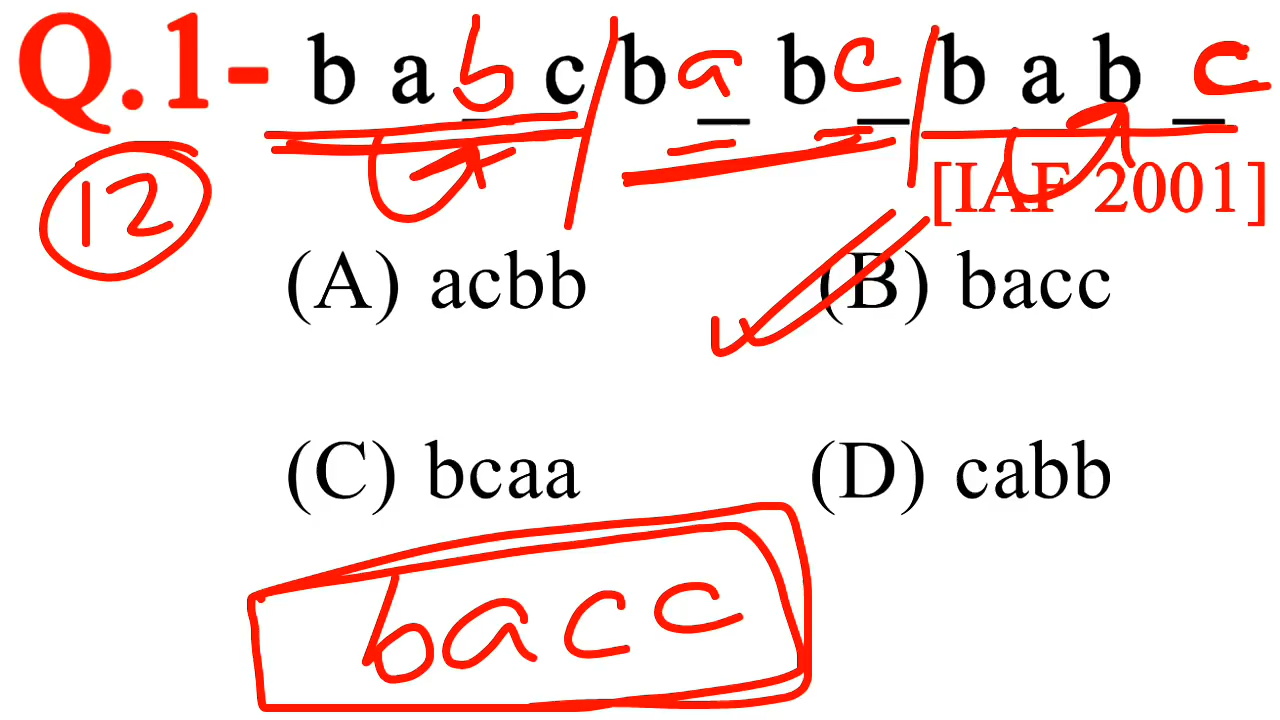 Q.1- b a b c / b a b c / b a b c
12
[IAF 2001]
(A) acbb (B) bacc
(C) bcaa (D) cabb
bacc